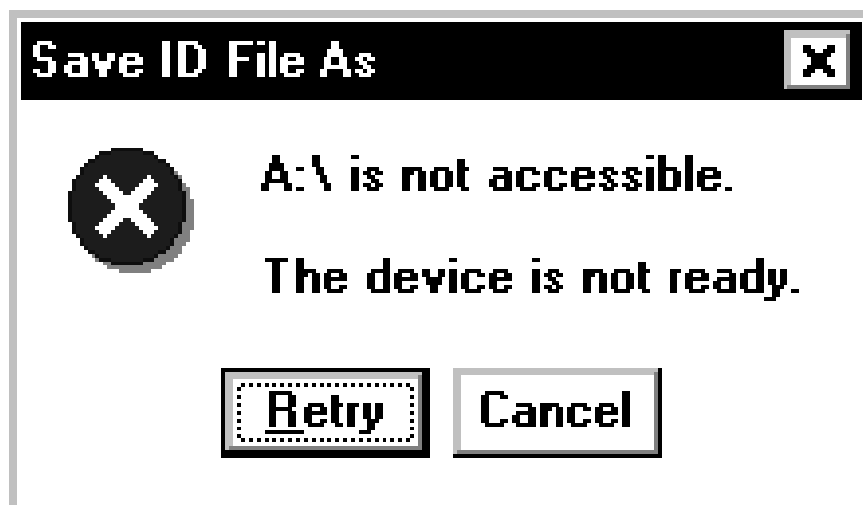 Save ID File As
A:\ is not accessible.
The device is not ready.
Retry Cancel